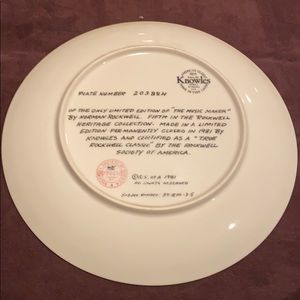 Knowles
PLATE NUMBER 20388H
OF THE ONLY LIMITED EDITION OF "THE MUSIC MAKER"
BY NORMAN ROCKWELL. FIFTH IN THE ROCKWELL
HERITAGE COLLECTION. MADE IN A LIMITED
EDITION PERMANENTLY CLOSED IN 1981 BY
KNOWLES AND CERTIFIED AS A "TRUE
ROCKWELL CLASSIC" BY THE ROCKWELL
SOCIETY OF AMERICA.
©R.S. OF A 1981
ALL RIGHTS RESERVED